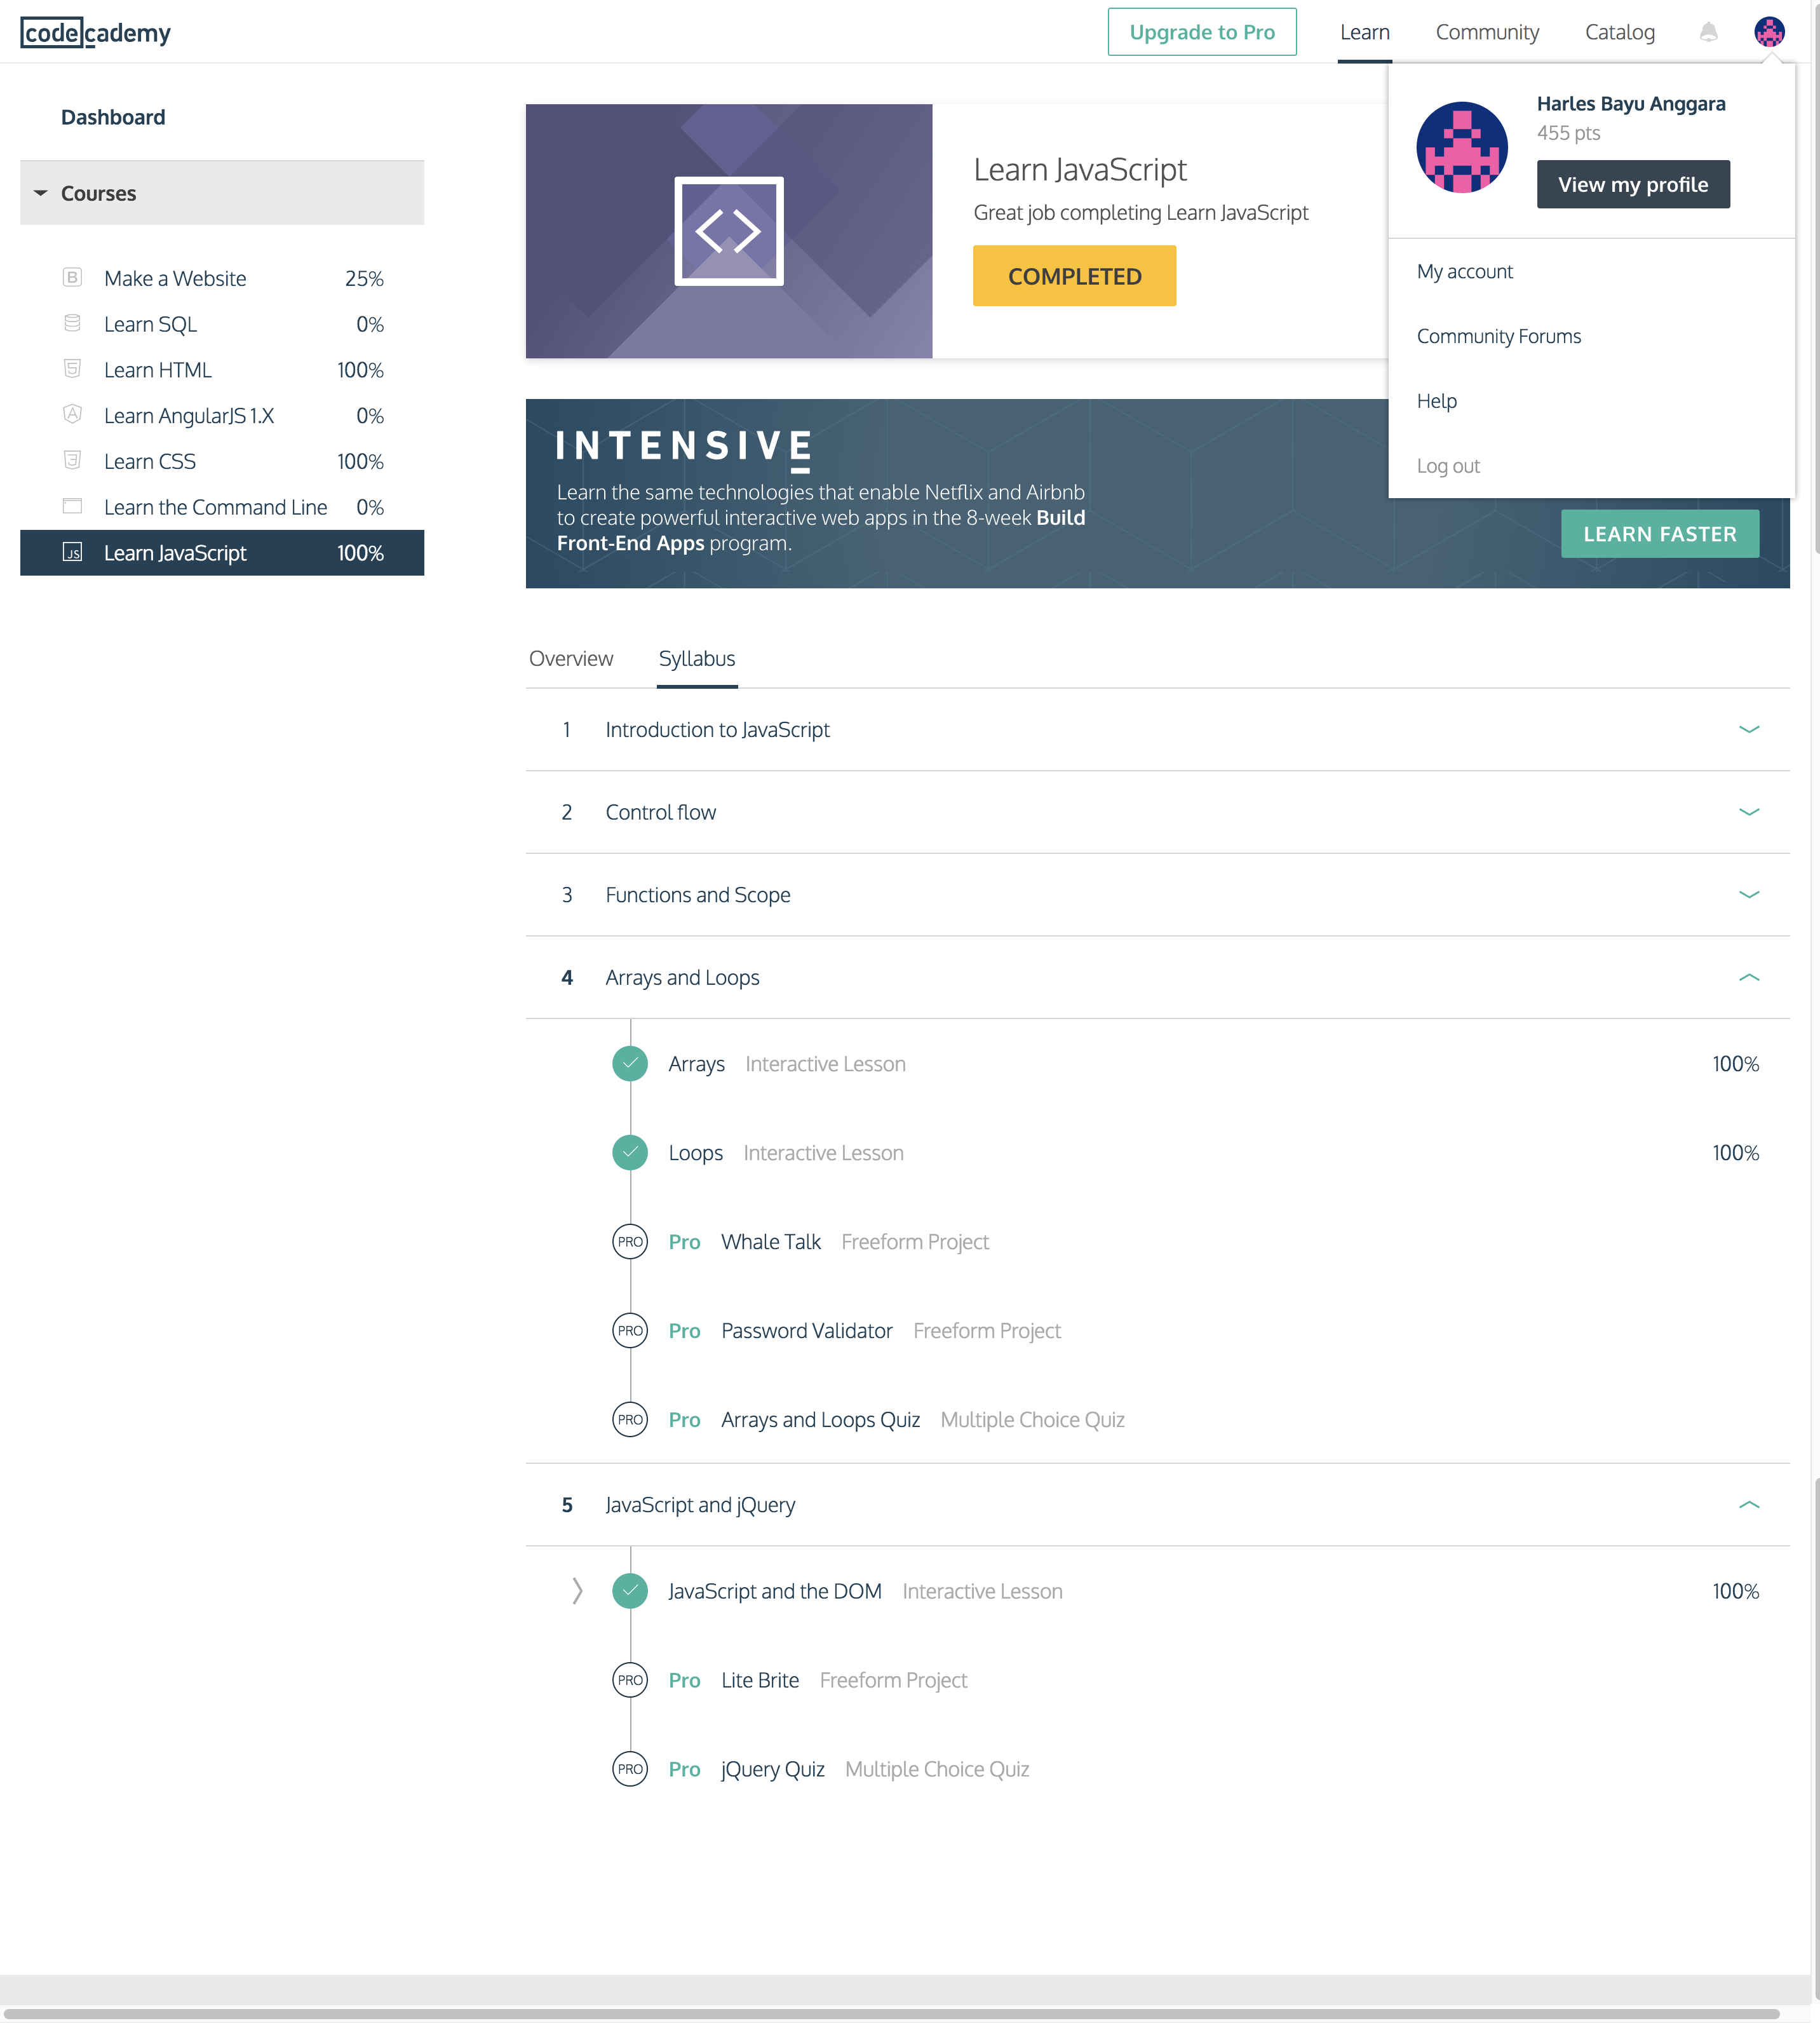 codecademy
Upgrade to Pro
Learn
Community
Catalog
Harles Bayu Anggara
455 pts
View my profile
My account
Community Forums
Help
Log out
Dashboard
Courses
B Make a Website 25%
Learn SQL 0%
5 Learn HTML 100%
A Learn AngularJS 1.X 0%
3 Learn CSS 100%
Learn the Command Line 0%
JS Learn JavaScript 100%
Learn JavaScript
Great job completing Learn JavaScript
COMPLETED
INTENSIVE
Learn the same technologies that enable Netflix and Airbnb
to create powerful interactive web apps in the 8-week Build
Front-End Apps program.
LEARN FASTER
Overview
Syllabus
1 Introduction to JavaScript
2 Control flow
3 Functions and Scope
4 Arrays and Loops
Arrays Interactive Lesson 100%
Loops Interactive Lesson 100%
PRO Pro Whale Talk Freeform Project
PRO Pro Password Validator Freeform Project
PRO Pro Arrays and Loops Quiz Multiple Choice Quiz
5 JavaScript and jQuery
JavaScript and the DOM Interactive Lesson 100%
PRO Pro Lite Brite Freeform Project
PRO Pro jQuery Quiz Multiple Choice Quiz